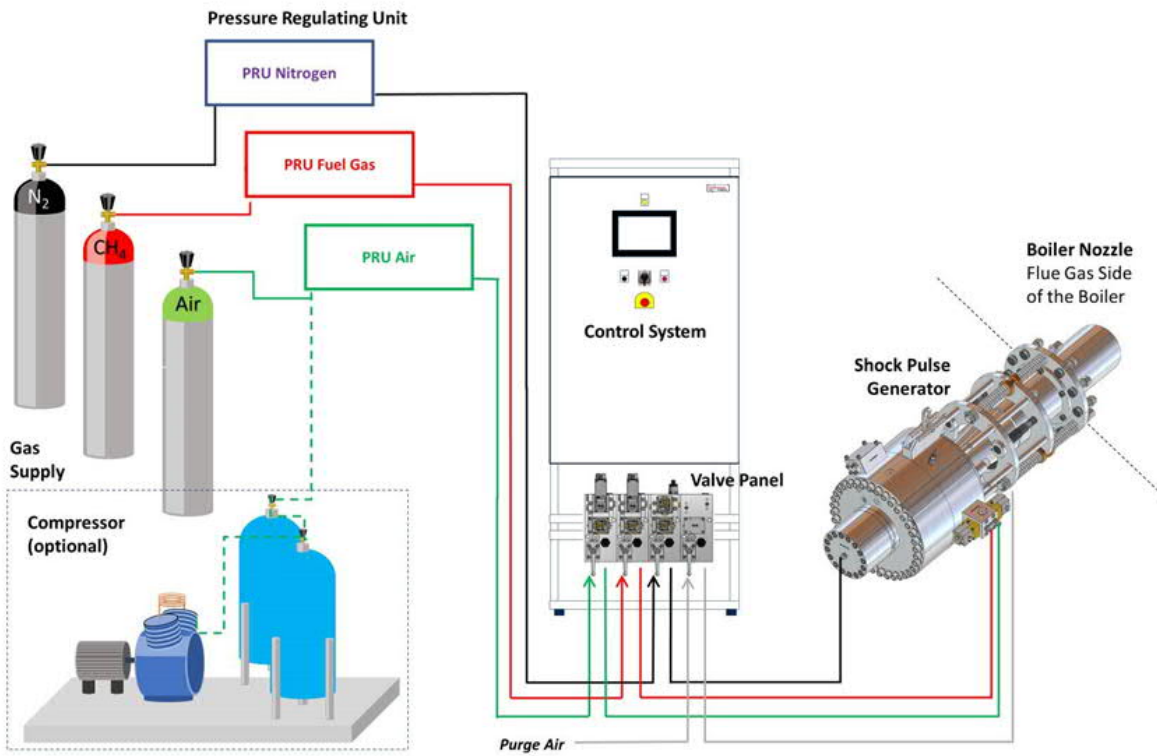 Pressure Regulating Unit
PRU Nitrogen
PRU Fuel Gas
PRU Air
N2
CH4
Air
Gas
Supply
Compressor
(optional)
Control System
Valve Panel
Shock Pulse
Generator
Boiler Nozzle
Flue Gas Side
of the Boiler
Purge Air